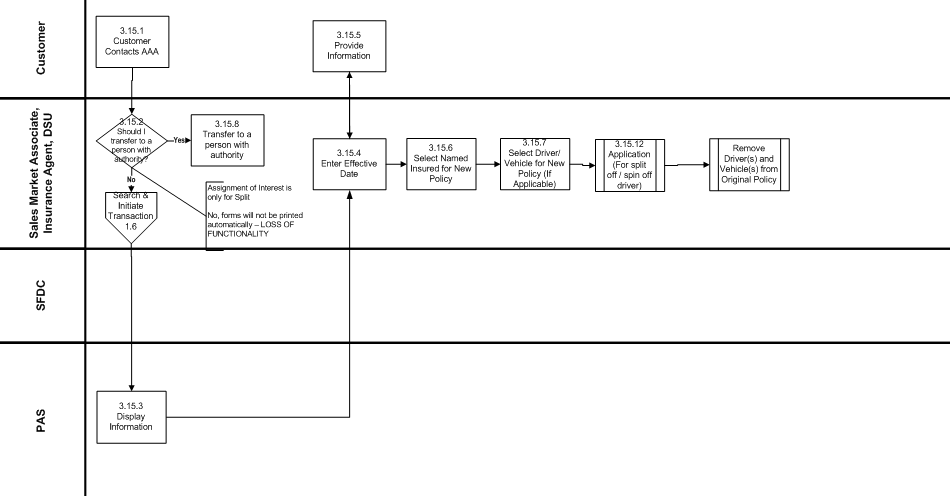 Customer
3.15.1
Customer
Contacts AAA
3.15.5
Provide
Information
Sales Market Associate,
Insurance Agent, DSU
3.15.2
Should I
transfer to a
person with
authority?
Yes
3.15.8
Transfer to a
person with
authority
No
Search &
Initiate
Transaction
1.6
Assignment of Interest is
only for Split
No, forms will not be printed
automatically – LOSS OF
FUNCTIONALITY
3.15.4
Enter Effective
Date
3.15.6
Select Named
Insured for New
Policy
3.15.7
Select Driver/
Vehicle for New
Policy (If
Applicable)
3.15.12
Application
(For split
off / spin off
driver)
Remove
Driver(s) and
Vehicle(s) from
Original Policy
SFDC
PAS
3.15.3
Display
Information